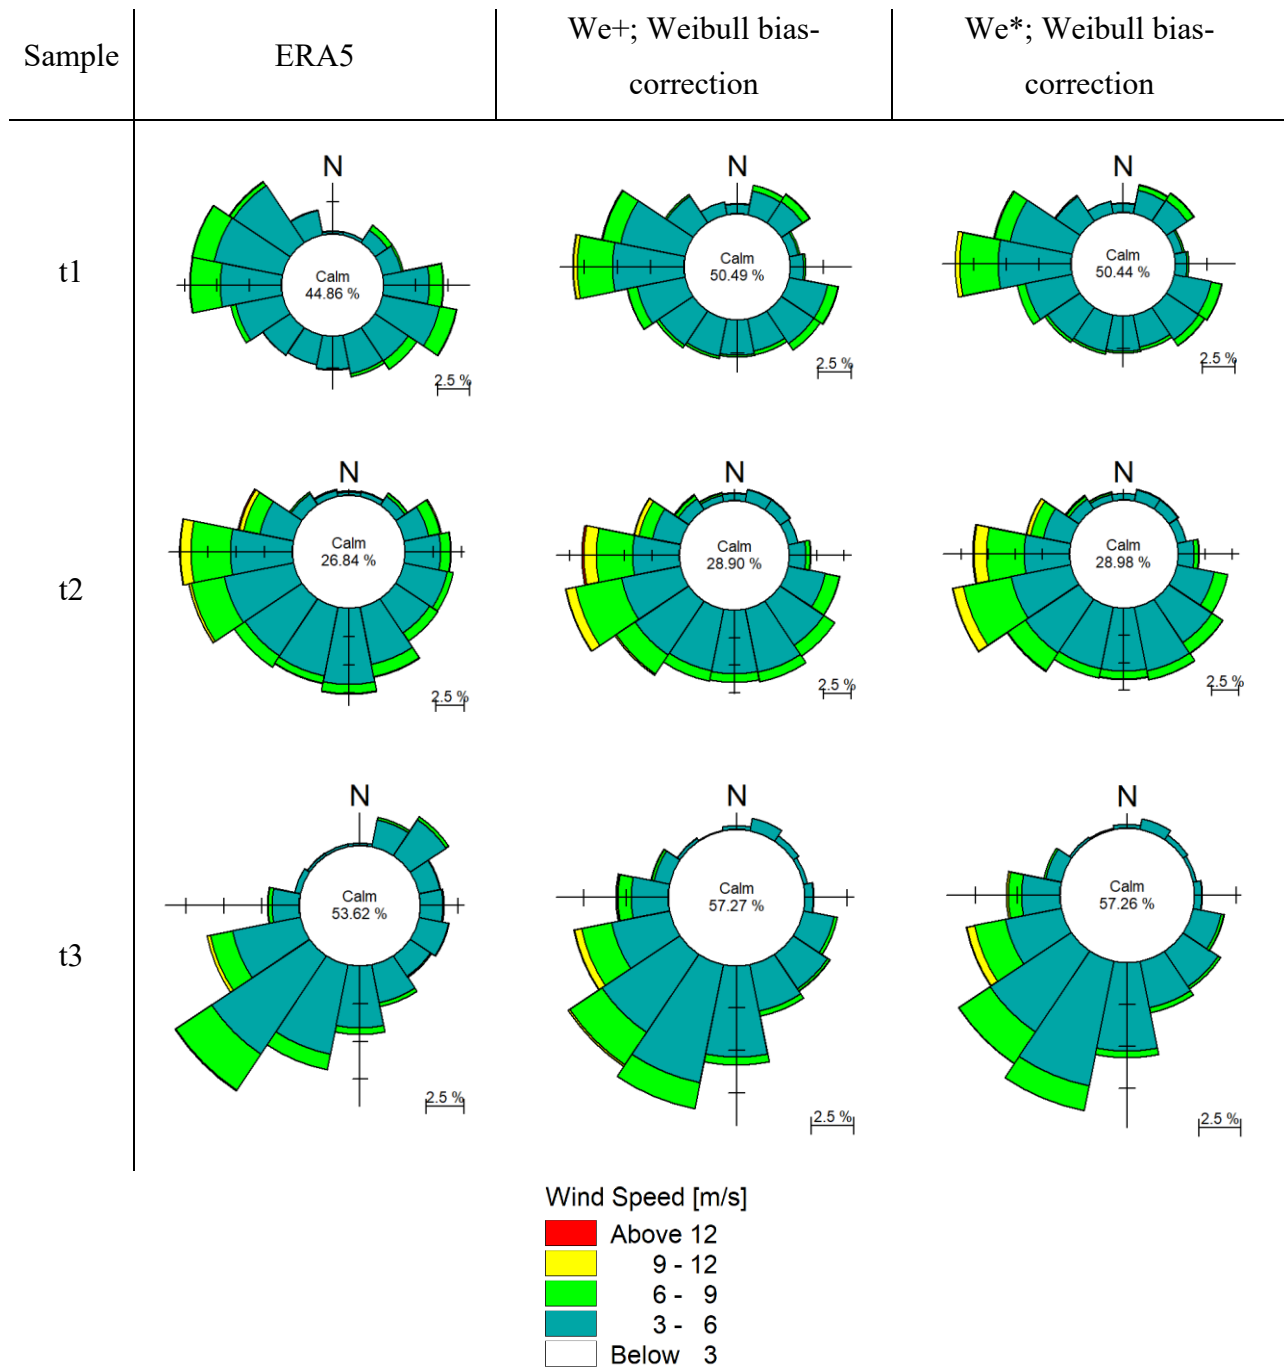 Sample
ERA5
We+; Weibull bias-
correction
We*; Weibull bias-
correction
t1
N
Calm
44.86 %
2.5 %
N
Calm
50.49 %
2.5 %
N
Calm
50.44 %
2.5 %
t2
N
Calm
26.84 %
2.5 %
N
Calm
28.90 %
2.5 %
N
Calm
28.98 %
2.5 %
t3
N
Calm
53.62 %
2.5 %
N
Calm
57.27 %
2.5 %
N
Calm
57.26 %
2.5 %
Wind Speed [m/s]
Above 12
9 - 12
6 - 9
3 - 6
Below 3